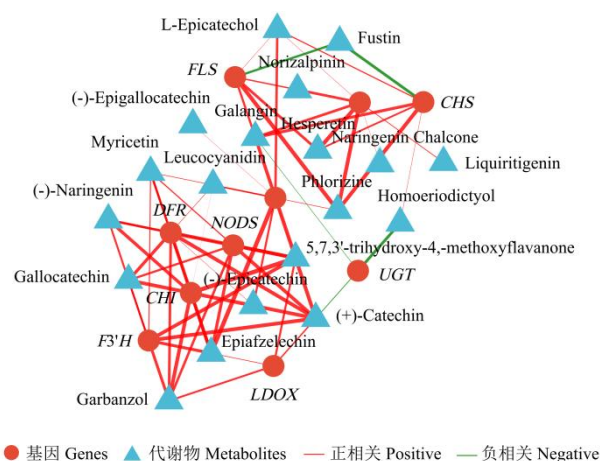 L-Epicatechol
Fustin
Norizalpinin
FLS
CHS
(-)-Epigallocatechin
Galangin
Hesperetin
Naringenin Chalcone
Myricetin
Leucocyanidin
Liquiritigenin
Phlorizine
(-)-Naringenin
Homoeriodictyol
DFR
NODS
5,7,3'-trihydroxy-4,-methoxyflavanone
Gallocatechin
(-)-Epicatechin
UGT
CHI
(+)-Catechin
F3'H
Epiafzelechin
LDOX
Garbanzol
基因 Genes 代谢物 Metabolites 正相关 Positive 负相关 Negative